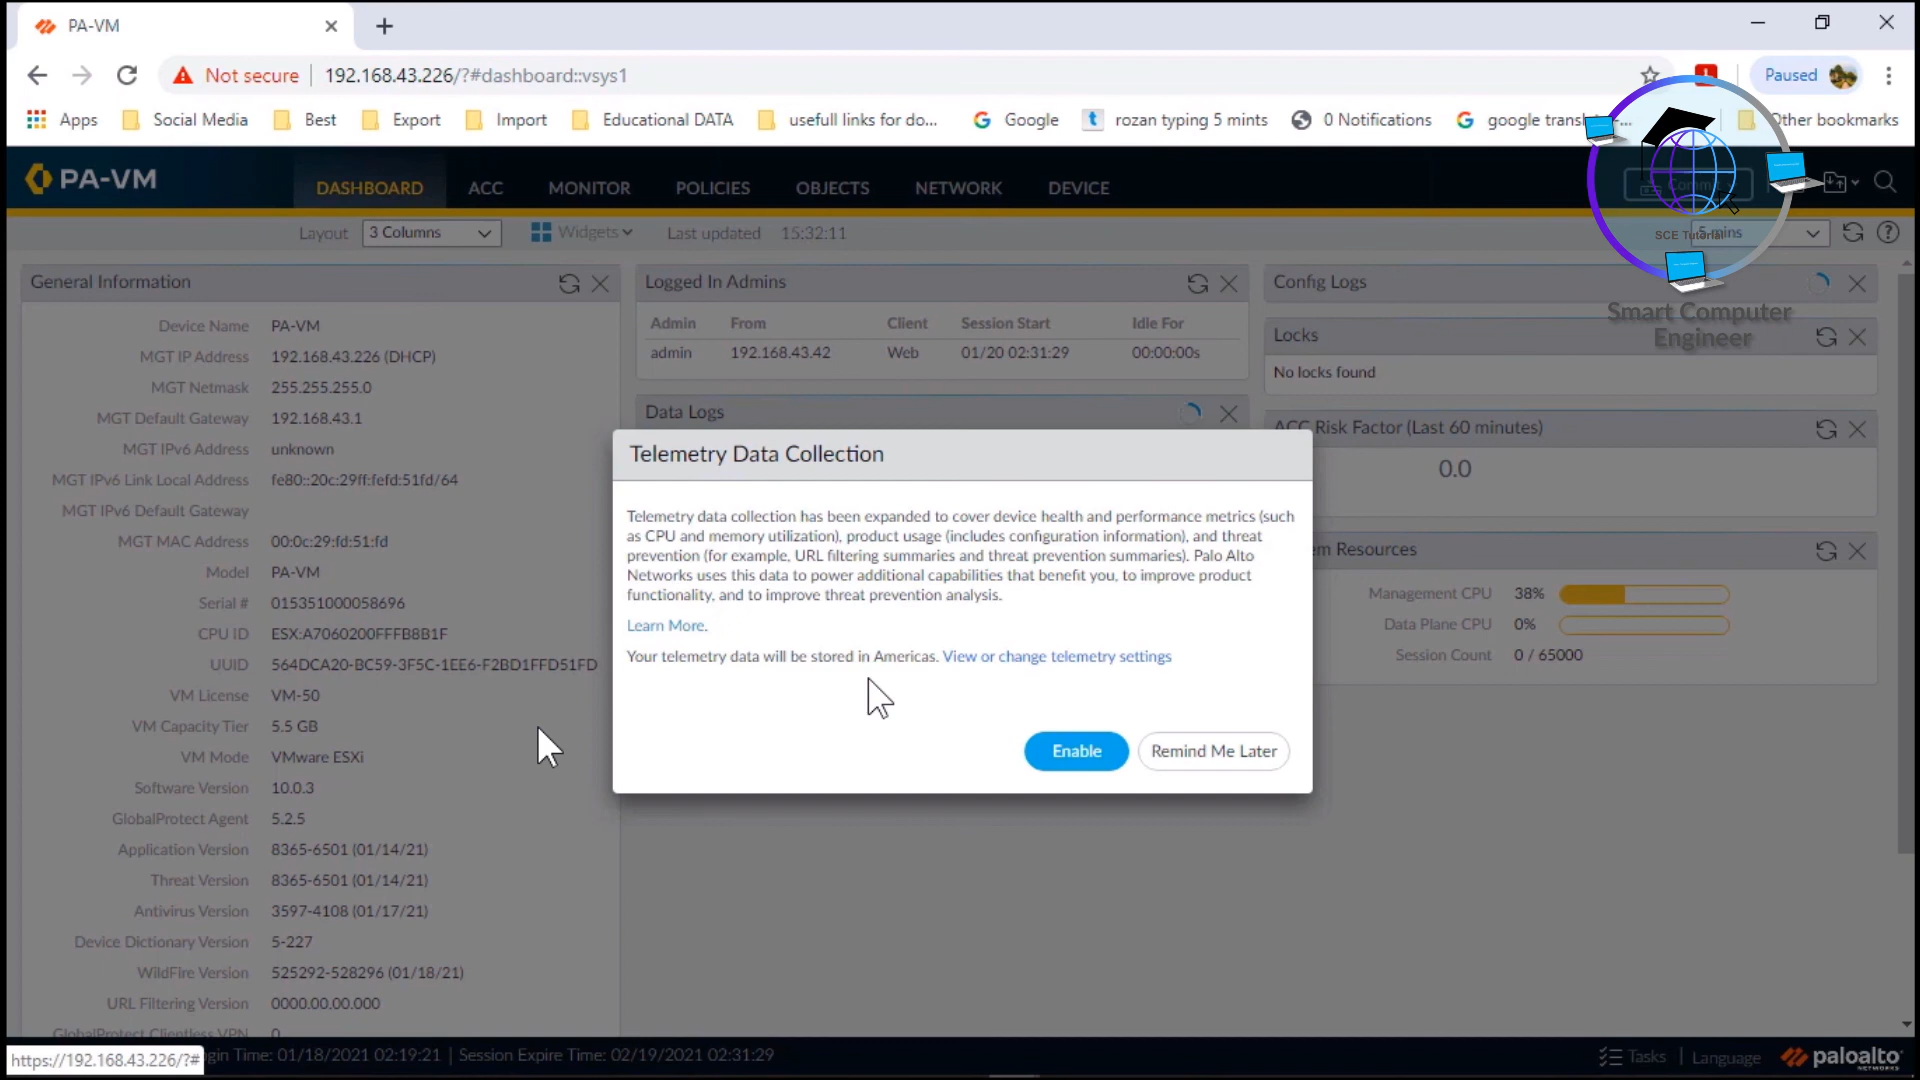 PA-VM
Not secure
192.168.43.226/?#dashboard::vsys1
Paused
Apps
Social Media
Best
Export
Import
Educational DATA
usefull links for do...
Google
t
rozan typing 5 mints
0 Notifications
google transl
Other bookmarks
PA-VM
DASHBOARD
ACC
MONITOR
POLICIES
OBJECTS
NETWORK
DEVICE
Layout
3 Columns
Widgets
Last updated 15:32:11
5 mins
SCE Tutorial
Smart Computer
Engineer
General Information
Device Name PA-VM
MGT IP Address 192.168.43.226 (DHCP)
MGT Netmask 255.255.255.0
MGT Default Gateway 192.168.43.1
MGT IPv6 Address unknown
MGT IPv6 Link Local Address fe80::20c:29ff:fefd:51fd/64
MGT IPv6 Default Gateway
MGT MAC Address 00:0c:29:fd:51:fd
Model PA-VM
Serial # 015351000058696
CPU ID ESX:A7060200FFFB8B1F
UUID 564DCA20-BC59-3F5C-1EE6-F2BD1FFD51FD
VM License VM-50
VM Capacity Tier 5.5 GB
VM Mode VMware ESXi
Software Version 10.0.3
GlobalProtect Agent 5.2.5
Application Version 8365-6501 (01/14/21)
Threat Version 8365-6501 (01/14/21)
Antivirus Version 3597-4108 (01/17/21)
Device Dictionary Version 5-227
WildFire Version 525292-528296 (01/18/21)
URL Filtering Version 0000.00.00.000
GlobalProtect Clientless VPN 0
Logged In Admins
Admin From Client Session Start Idle For
admin 192.168.43.42 Web 01/20 02:31:29 00:00:00s
Data Logs
Config Logs
Locks
No locks found
ACC Risk Factor (Last 60 minutes)
0.0
m Resources
Management CPU 38%
Data Plane CPU 0%
Session Count 0 / 65000
Telemetry Data Collection
Telemetry data collection has been expanded to cover device health and performance metrics (such
as CPU and memory utilization), product usage (includes configuration information), and threat
prevention (for example, URL filtering summaries and threat prevention summaries). Palo Alto
Networks uses this data to power additional capabilities that benefit you, to improve product
functionality, and to improve threat prevention analysis.
Learn More.
Your telemetry data will be stored in Americas. View or change telemetry settings
Enable
Remind Me Later
https://192.168.43.226/?#
gin Time: 01/18/2021 02:19:21 | Session Expire Time: 02/19/2021 02:31:29
Tasks | Language
paloalto
NETWORKS